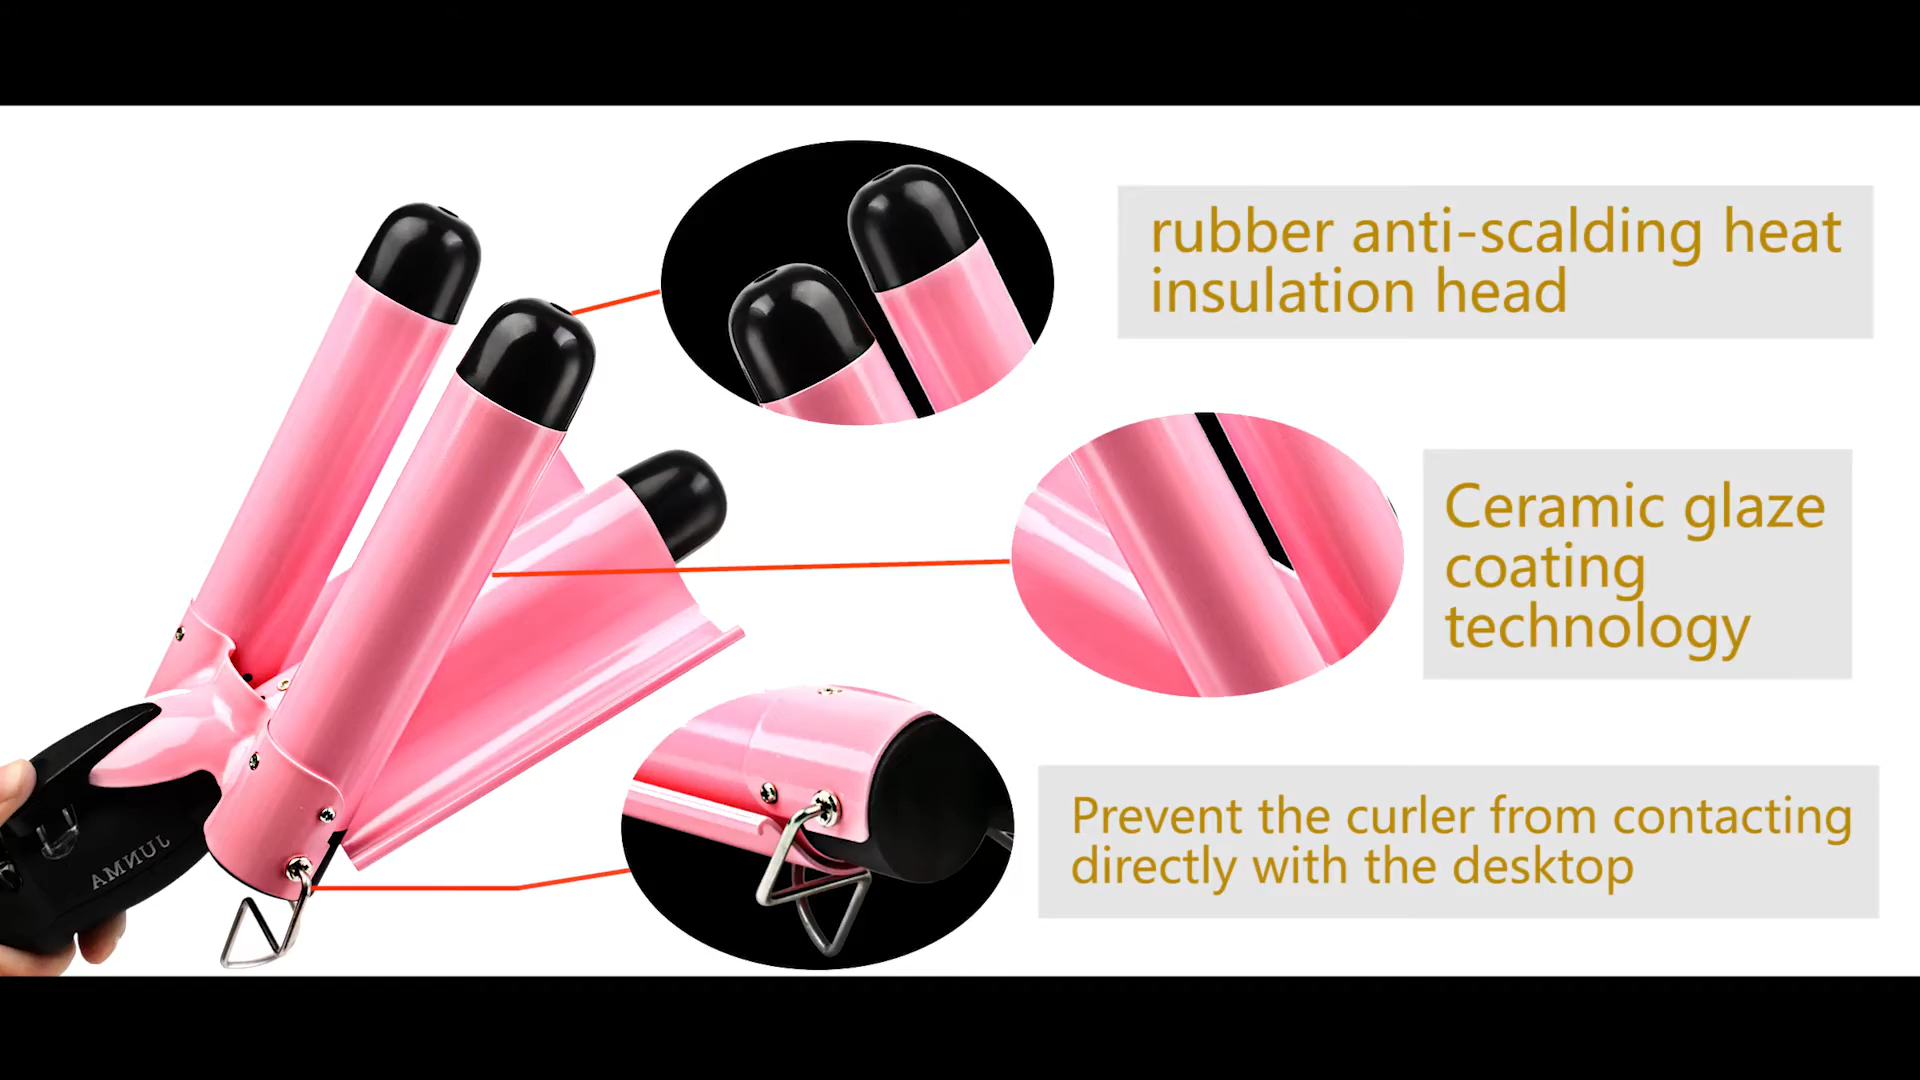 rubber anti-scalding heat
insulation head
Ceramic glaze
coating
technology
Prevent the curler from contacting
directly with the desktop
JUNMA